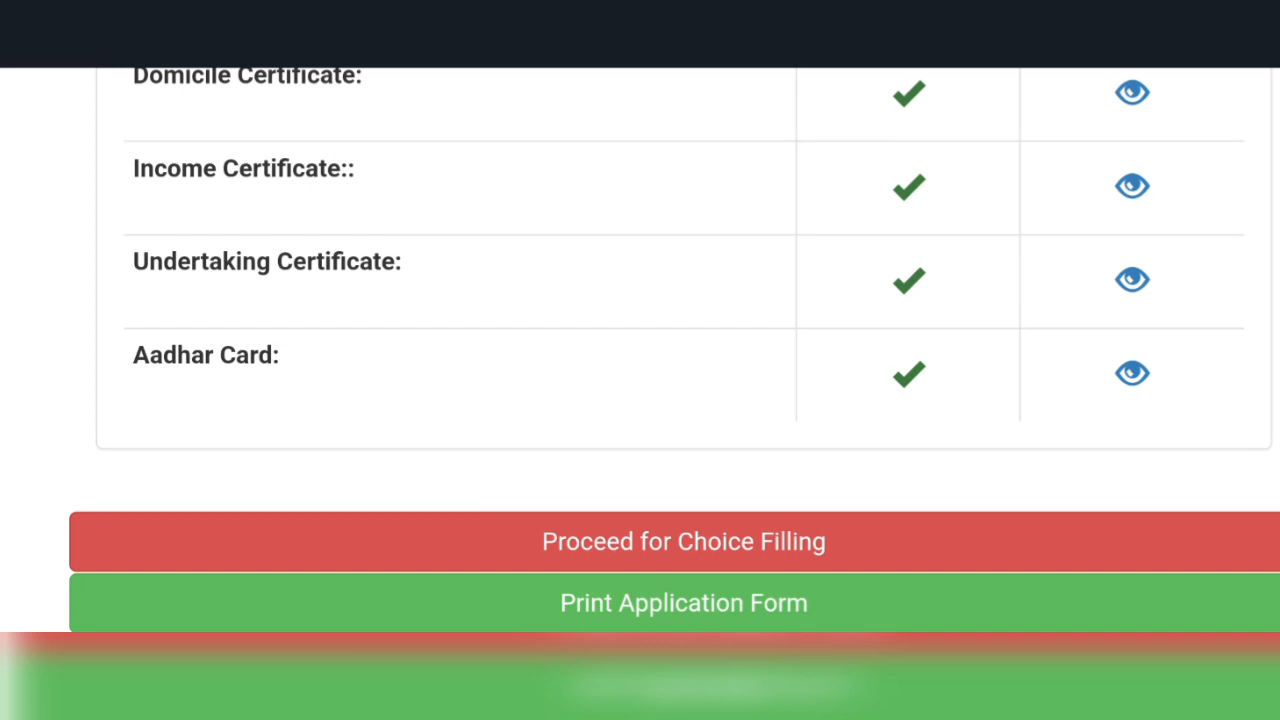 Domicile Certificate:
Income Certificate::
Undertaking Certificate:
Aadhar Card:
Proceed for Choice Filling
Print Application Form